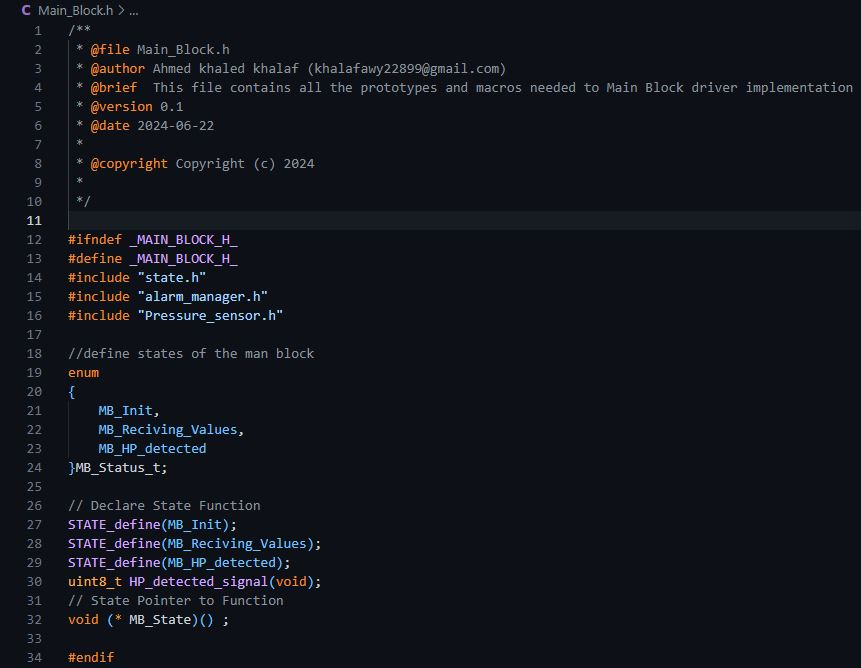 C Main_Block.h > ...
1 /**
2  * @file Main_Block.h
3  * @author Ahmed khaled khalaf (khalafawy22899@gmail.com)
4  * @brief  This file contains all the prototypes and macros needed to Main Block driver implementation
5  * @version 0.1
6  * @date 2024-06-22
7  *
8  * @copyright Copyright (c) 2024
9  *
10  */
11
12 #ifndef _MAIN_BLOCK_H_
13 #define _MAIN_BLOCK_H_
14 #include "state.h"
15 #include "alarm_manager.h"
16 #include "Pressure_sensor.h"
17
18 //define states of the man block
19 enum
20 {
21     MB_Init,
22     MB_Reciving_Values,
23     MB_HP_detected
24 }MB_Status_t;
25
26 // Declare State Function
27 STATE_define(MB_Init);
28 STATE_define(MB_Reciving_Values);
29 STATE_define(MB_HP_detected);
30 uint8_t HP_detected_signal(void);
31 // State Pointer to Function
32 void (* MB_State)() ;
33
34 #endif